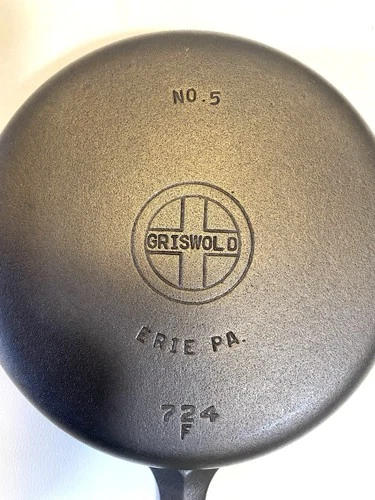 NO.5
GRISWOLD
ERIE PA.
724
F